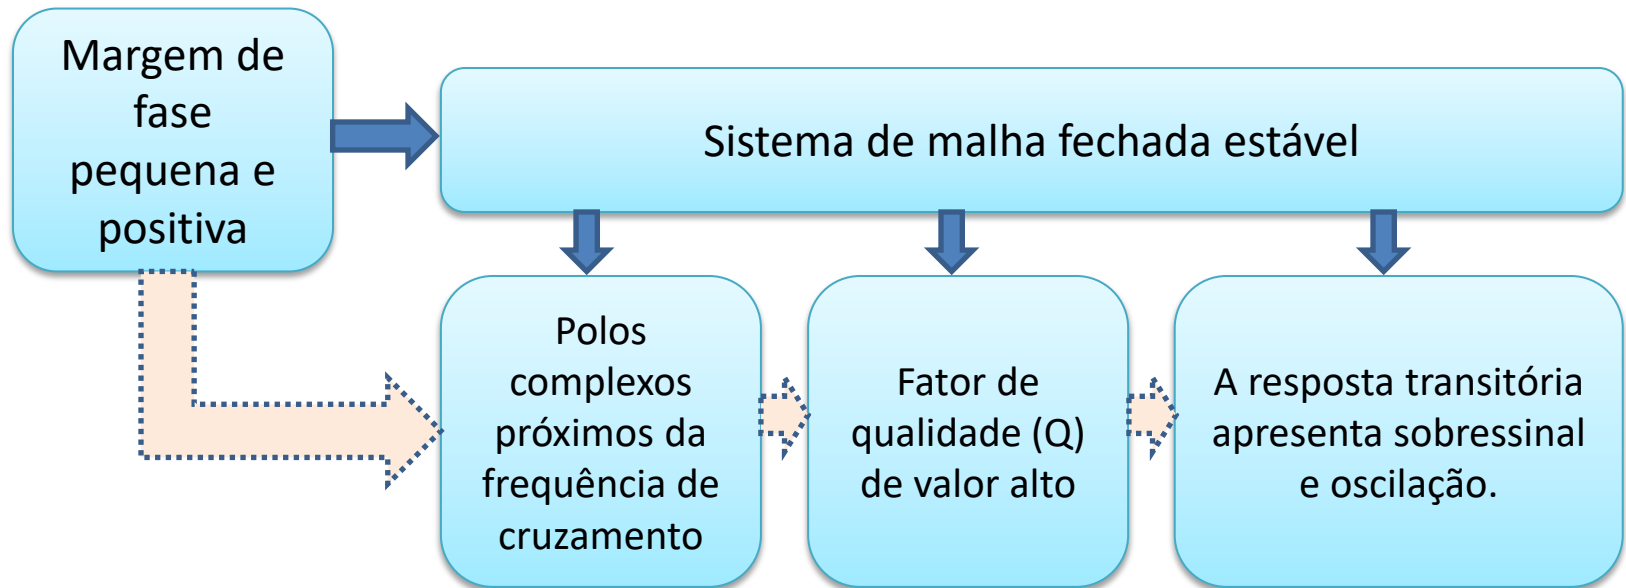 Margem de
fase
pequena e
positiva
Sistema de malha fechada estável
Polos
complexos
próximos da
frequência de
cruzamento
Fator de
qualidade (Q)
de valor alto
A resposta transitória
apresenta sobressinal
e oscilação.